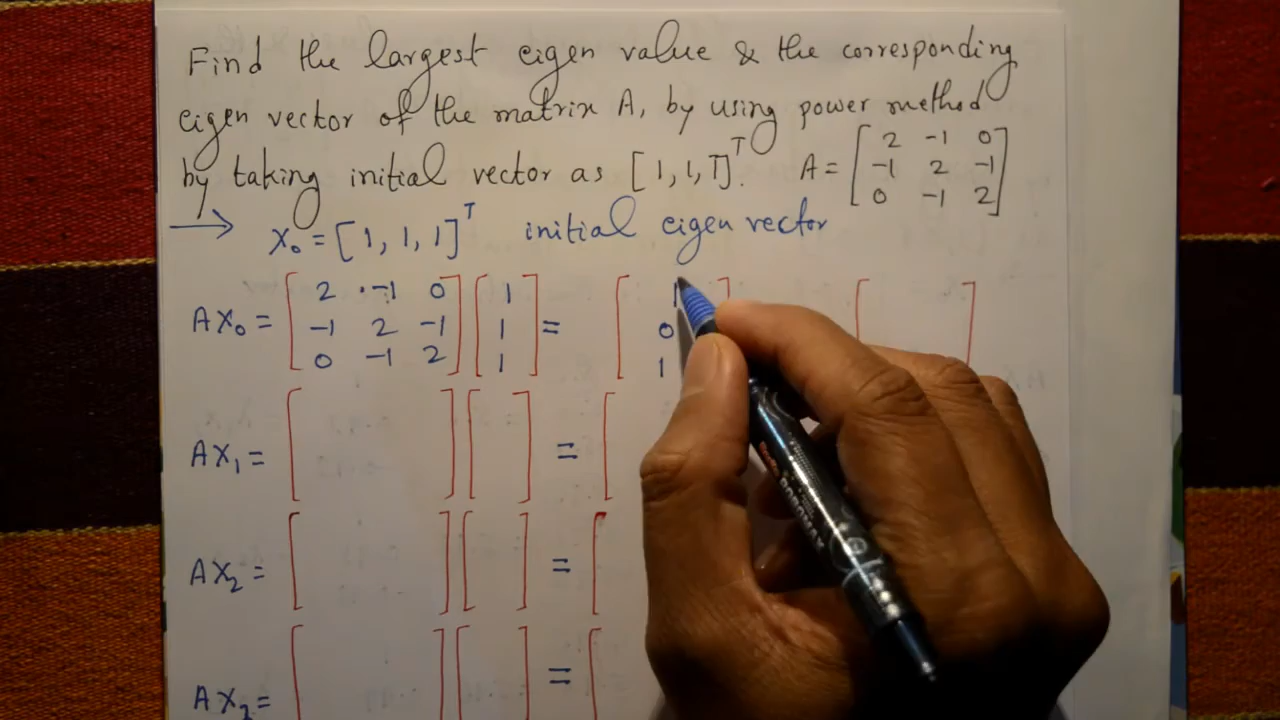 Find the largest eigen value & the corresponding
eigen vector of the matrix A, by using power method
by taking initial vector as [1, 1, 1]ᵀ. A = [2 -1 0
-1 2 -1
0 -1 2]
→ X₀ = [1, 1, 1]ᵀ initial eigen vector
AX₀ = [2 -1 0] [1] = [1] [ ]
-1 2 -1 1 0
0 -1 2 1 1
AX₁ = [ ] [ ] = [
AX₂ = [ ] [ ] = [
AX₂ = [ ] [ ] = [